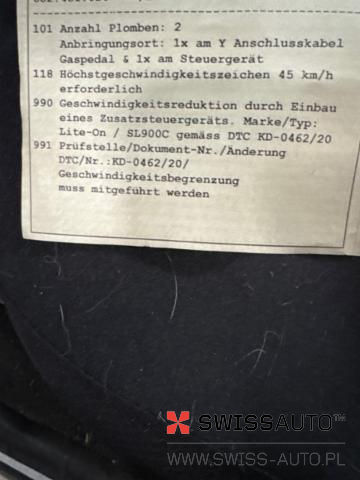 101 Anzahl Plomben: 2
Anbringungsort: 1x am Y Anschlusskabel
Gaspedal & 1x am Steuergerät
118 Höchstgeschwindigkeitszeichen 45 km/h
erforderlich
990 Geschwindigkeitsreduktion durch Einbau
eines Zusatzsteuergeräts. Marke/Typ:
Lite-On / SL900C gemäss DTC KD-0462/20
991 Prüfstelle/Dokument-Nr./Änderung
DTC/Nr.:KD-0462/20/
Geschwindigkeitsbegrenzung
muss mitgeführt werden
SWISSAUTO™
WWW.SWISS-AUTO.PL